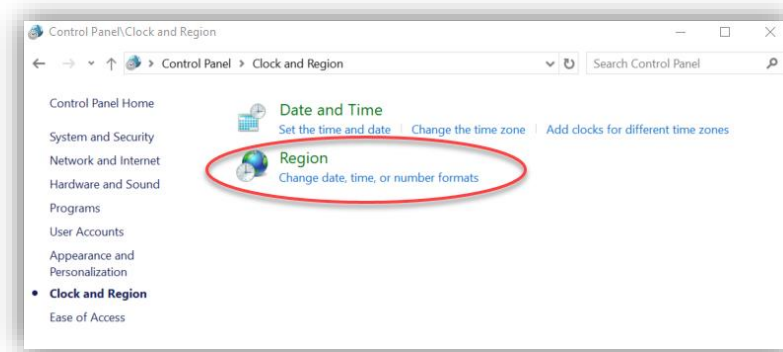 Control Panel\Clock and Region
Control Panel > Clock and Region
Search Control Panel
Control Panel Home
System and Security
Network and Internet
Hardware and Sound
Programs
User Accounts
Appearance and
Personalization
Clock and Region
Ease of Access
Date and Time
Set the time and date | Change the time zone | Add clocks for different time zones
Region
Change date, time, or number formats